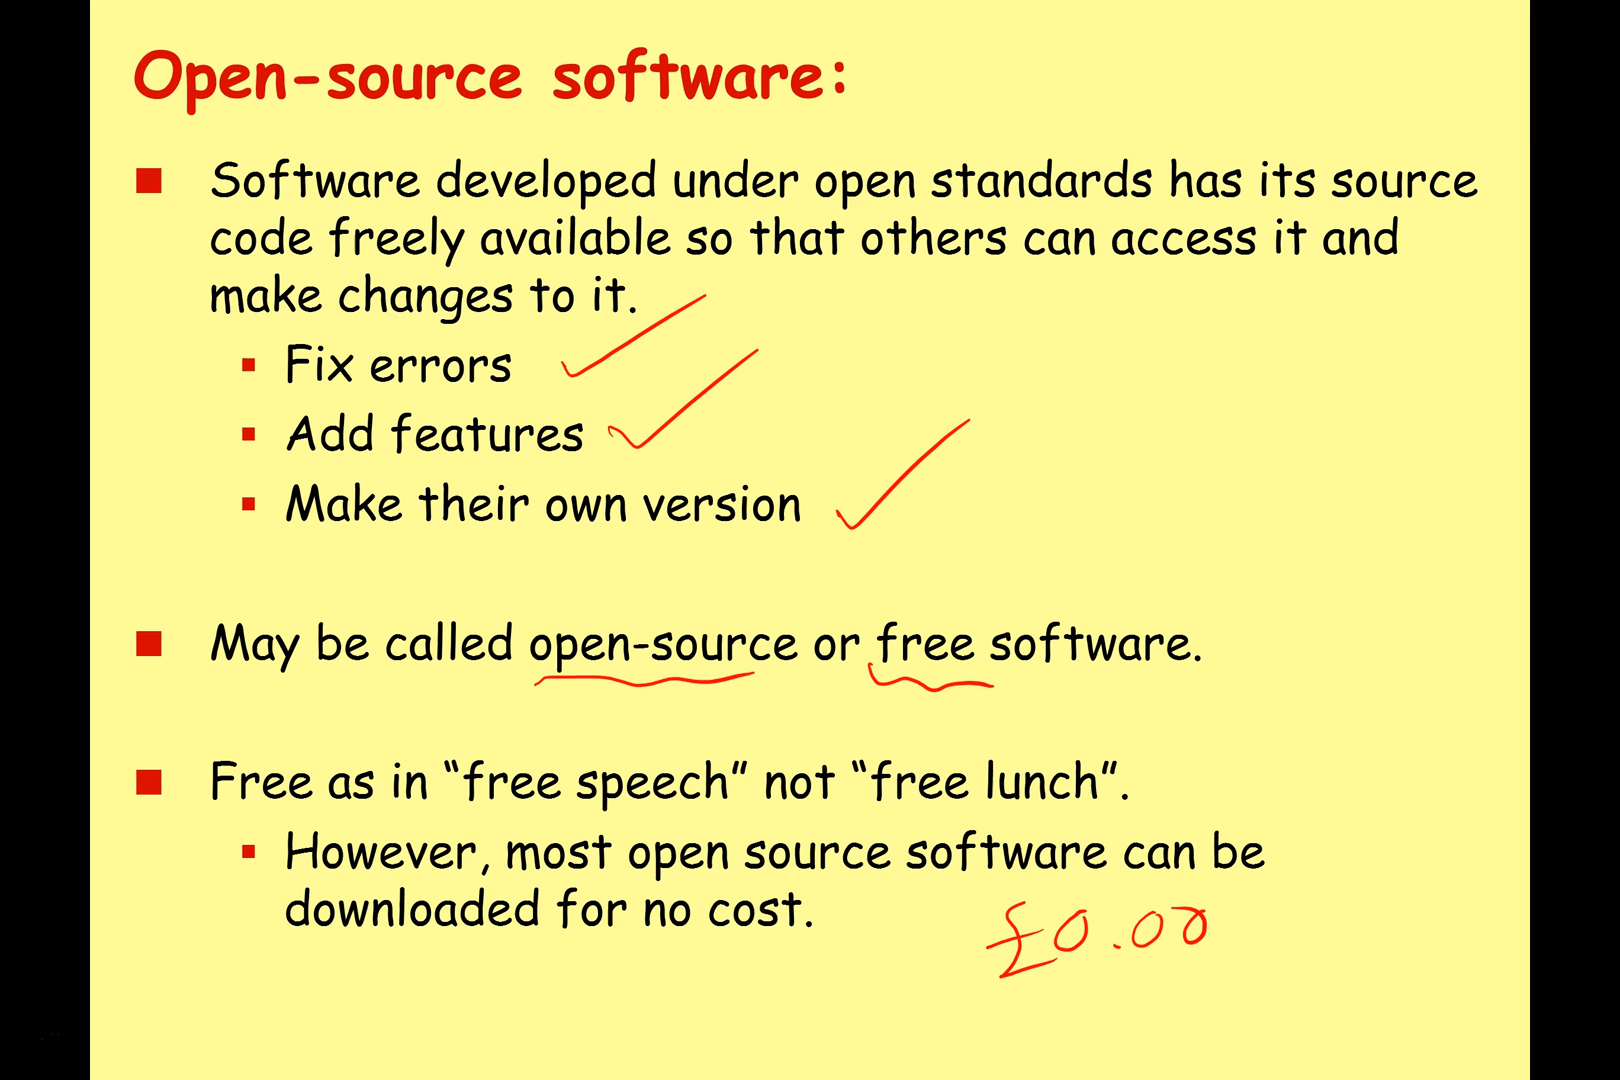 Open-source software:
Software developed under open standards has its source
code freely available so that others can access it and
make changes to it.
Fix errors
Add features
Make their own version
May be called open-source or free software.
Free as in “free speech” not “free lunch”.
However, most open source software can be
downloaded for no cost.
£0.00